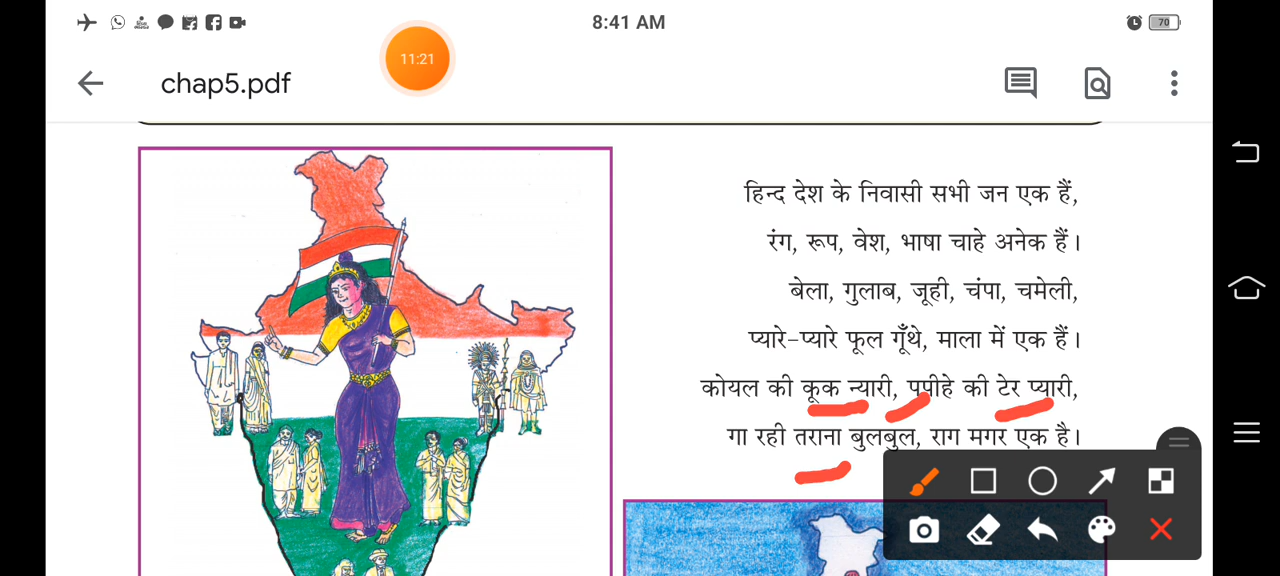 8:41 AM
70
11:21
chap5.pdf
हिन्द देश के निवासी सभी जन एक हैं,
रंग, रूप, वेश, भाषा चाहे अनेक हैं।
बेला, गुलाब, जूही, चंपा, चमेली,
प्यारे-प्यारे फूल गूँथे, माला में एक हैं।
कोयल की कूक न्यारी, पपीहे की टेर प्यारी,
गा रही तराना बुलबुल, राग मगर एक है।